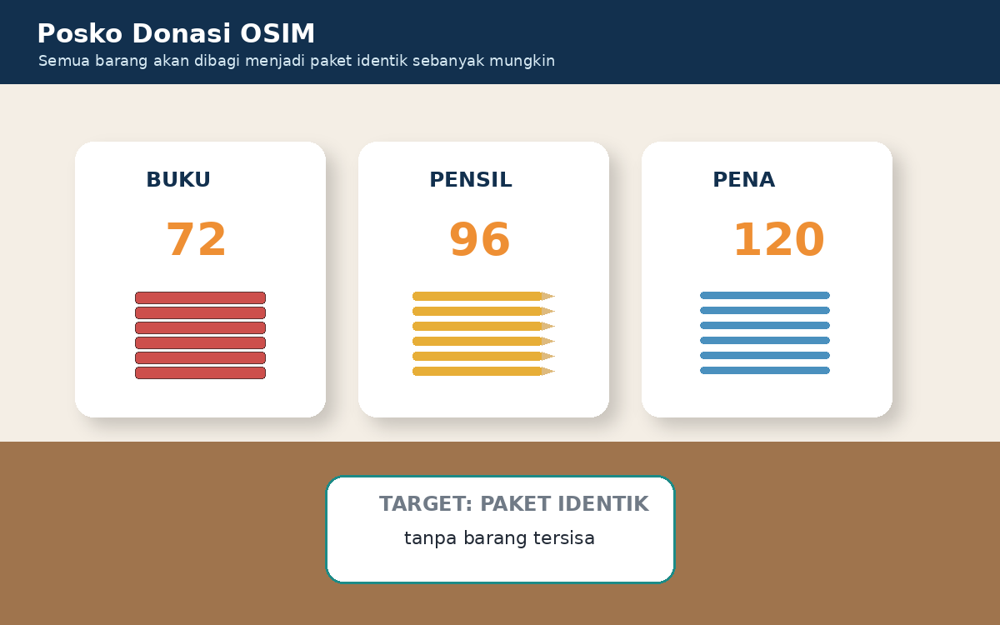 Posko Donasi OSIM
Semua barang akan dibagi menjadi paket identik sebanyak mungkin
BUKU
72
PENSIL
96
PENA
120
TARGET: PAKET IDENTIK
tanpa barang tersisa